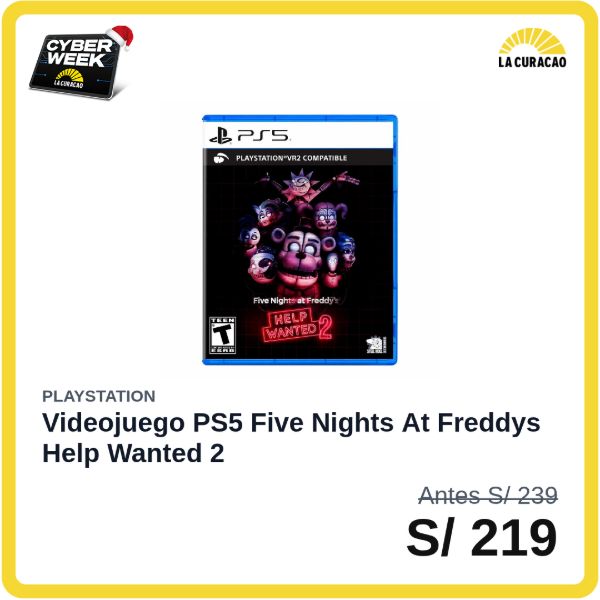 CYBER
WEEK
LA CURACAO
LA CURACAO
PS5
PLAYSTATION®VR2 COMPATIBLE
Five Nights at Freddy's
HELP
WANTED 2
TEEN
T
ESRB
PLAYSTATION
Videojuego PS5 Five Nights At Freddys
Help Wanted 2
Antes S/ 239
S/ 219